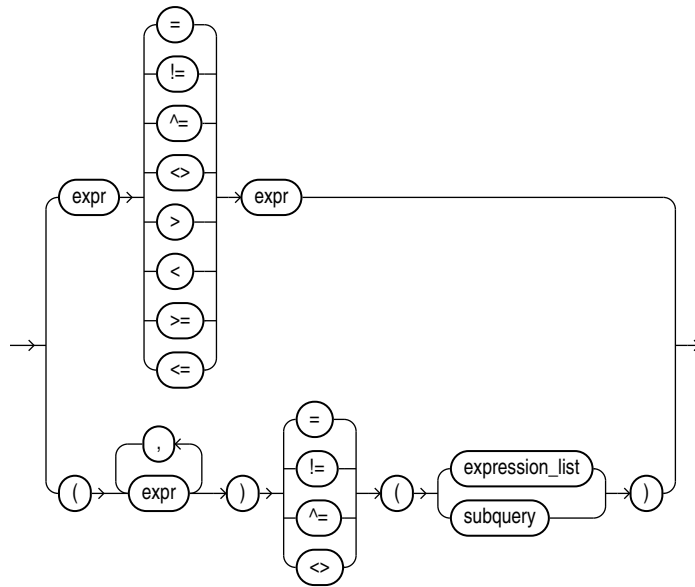 =
!=
^=
<>
expr > expr
<
>=
<=
=
,
!= expression_list
( expr ) ( )
^= subquery
<>